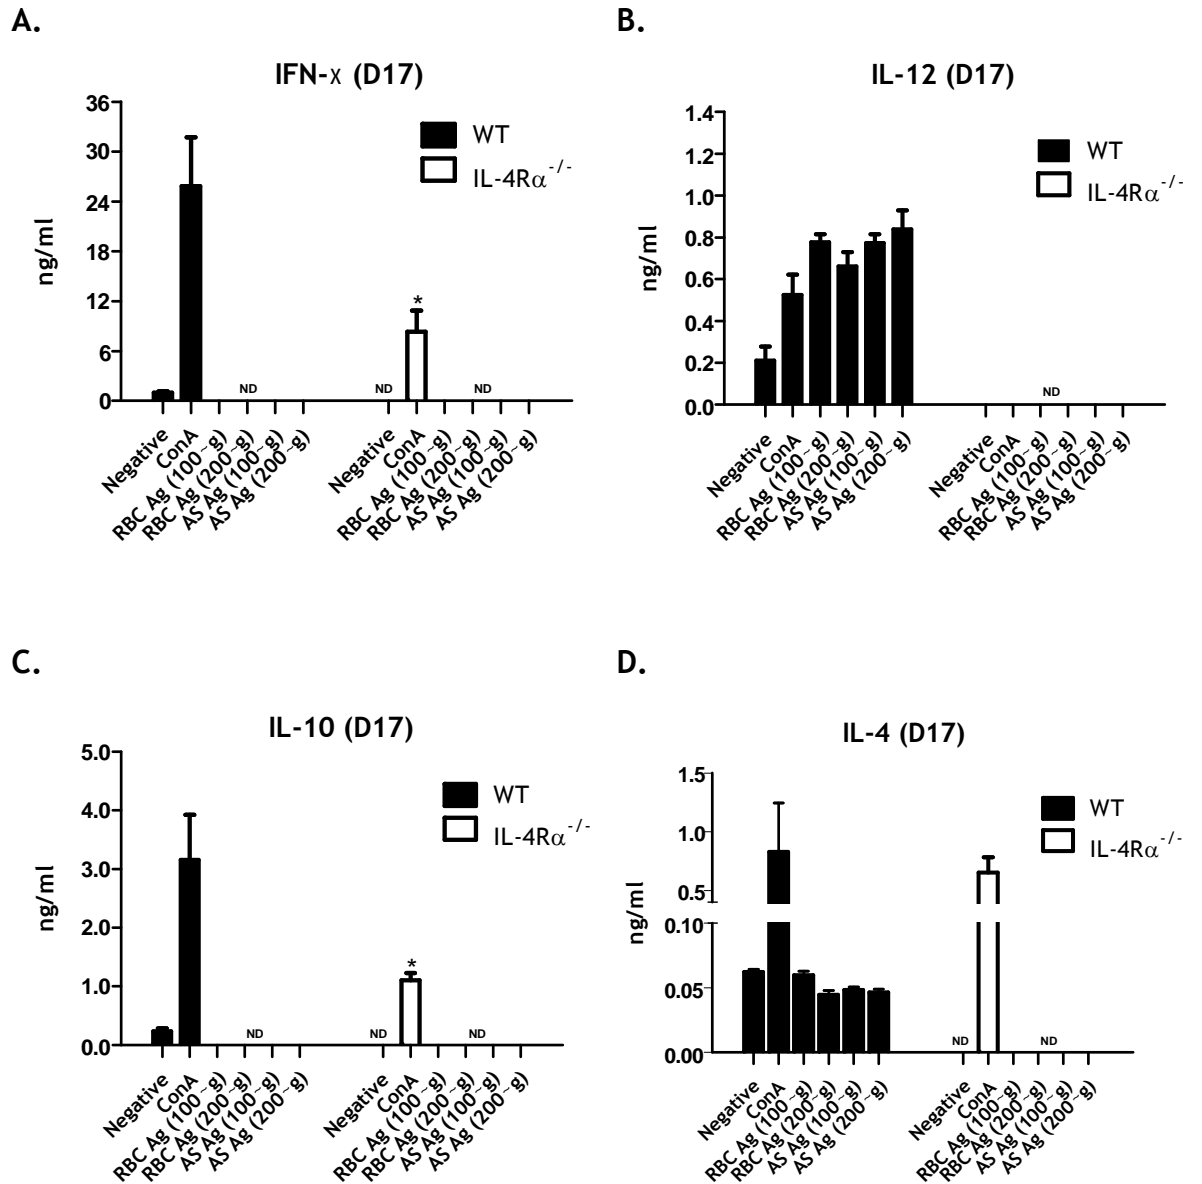 A.
IFN-χ (D17)
36
30
24
18
12
6
0
ng/ml
WT
IL-4Rα-/-
*
ND
ND
ND
Negative
ConA
RBC Ag (100~g)
RBC Ag (200~g)
AS Ag (100~g)
AS Ag (200~g)
Negative
ConA
RBC Ag (100~g)
RBC Ag (200~g)
AS Ag (100~g)
AS Ag (200~g)
B.
IL-12 (D17)
1.4
1.2
1.0
0.8
0.6
0.4
0.2
0.0
ng/ml
WT
IL-4Rα-/-
ND
Negative
ConA
RBC Ag (100~g)
RBC Ag (200~g)
AS Ag (100~g)
AS Ag (200~g)
Negative
ConA
RBC Ag (100~g)
RBC Ag (200~g)
AS Ag (100~g)
AS Ag (200~g)
C.
IL-10 (D17)
5.0
4.0
3.0
2.0
1.0
0.0
ng/ml
WT
IL-4Rα-/-
*
ND
ND
ND
Negative
ConA
RBC Ag (100~g)
RBC Ag (200~g)
AS Ag (100~g)
AS Ag (200~g)
Negative
ConA
RBC Ag (100~g)
RBC Ag (200~g)
AS Ag (100~g)
AS Ag (200~g)
D.
IL-4 (D17)
1.5
1.0
0.5
0.10
0.05
0.00
ng/ml
WT
IL-4Rα-/-
ND
ND
Negative
ConA
RBC Ag (100~g)
RBC Ag (200~g)
AS Ag (100~g)
AS Ag (200~g)
Negative
ConA
RBC Ag (100~g)
RBC Ag (200~g)
AS Ag (100~g)
AS Ag (200~g)